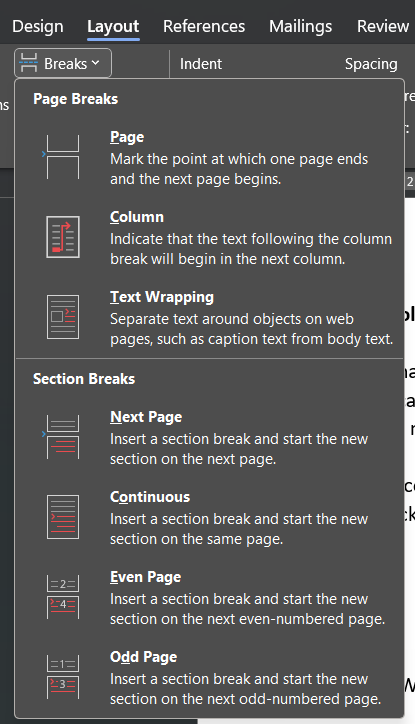 Design Layout References Mailings Review
Breaks Indent Spacing
Page Breaks
Page
Mark the point at which one page ends
and the next page begins.
Column
Indicate that the text following the column
break will begin in the next column.
Text Wrapping
Separate text around objects on web
pages, such as caption text from body text.
Section Breaks
Next Page
Insert a section break and start the new
section on the next page.
Continuous
Insert a section break and start the new
section on the same page.
2
4
Even Page
Insert a section break and start the new
section on the next even-numbered page.
1
3
Odd Page
Insert a section break and start the new
section on the next odd-numbered page.